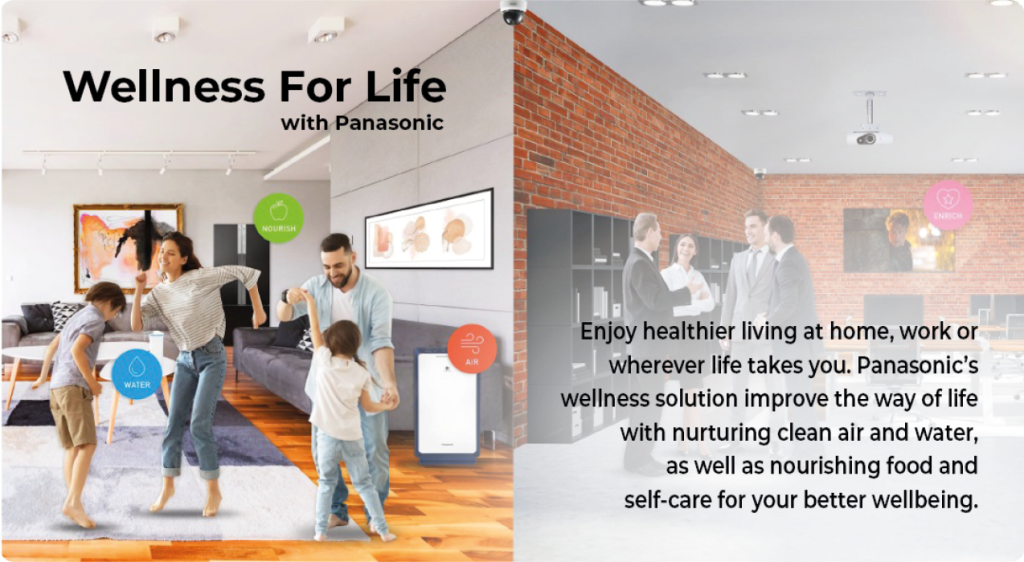 Wellness For Life
with Panasonic
NOURISH
ENRICH
AIR
WATER
Enjoy healthier living at home, work or
wherever life takes you. Panasonic's
wellness solution improve the way of life
with nurturing clean air and water,
as well as nourishing food and
self-care for your better wellbeing.
Panasonic